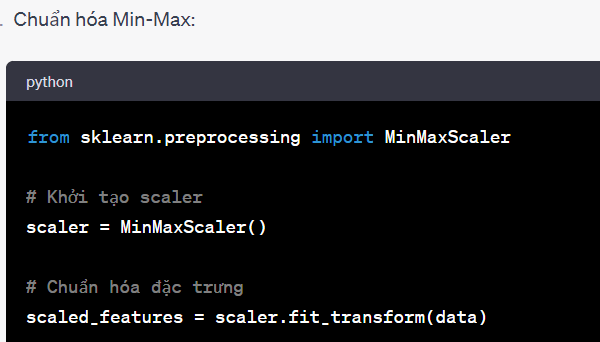 . Chuẩn hóa Min-Max:
python
from sklearn.preprocessing import MinMaxScaler
# Khởi tạo scaler
scaler = MinMaxScaler()
# Chuẩn hóa đặc trưng
scaled_features = scaler.fit_transform(data)